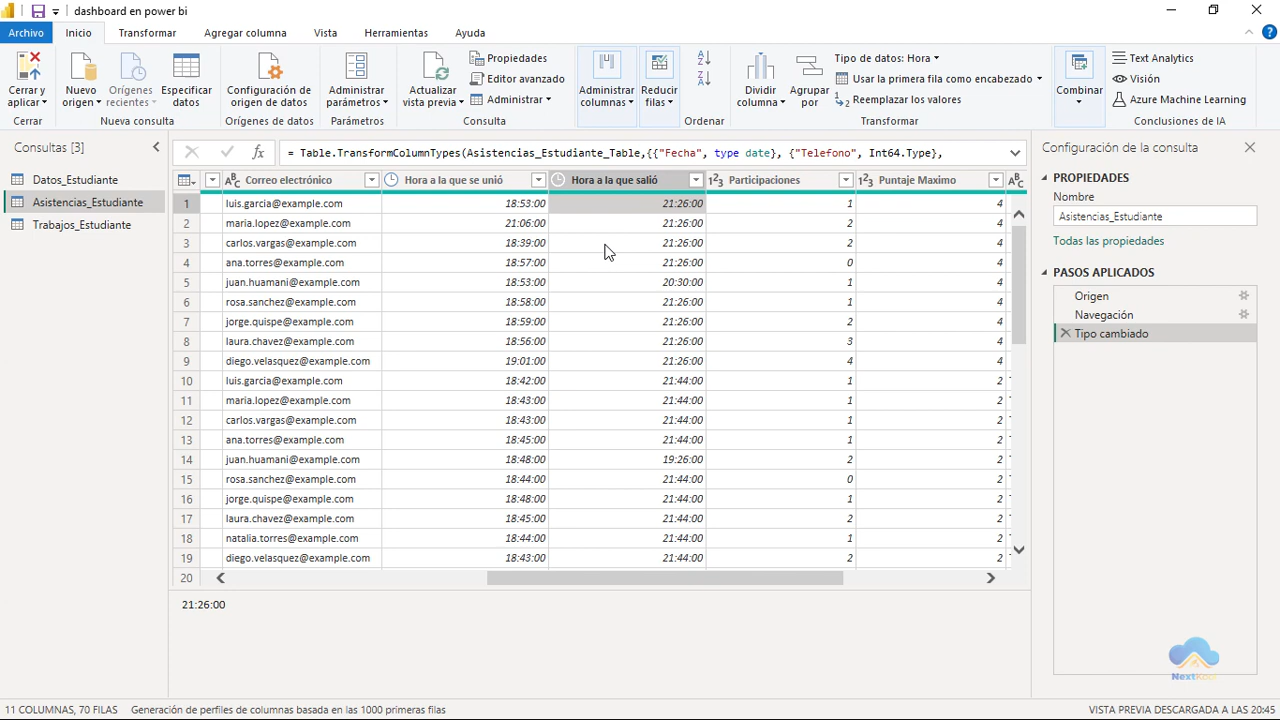 dashboard en power bi
Archivo Inicio Transformar Agregar columna Vista Herramientas Ayuda
Cerrar y aplicar
Cerrar
Nuevo origen
Orígenes recientes
Especificar datos
Nueva consulta
Configuración de origen de datos
Orígenes de datos
Administrar parámetros
Parámetros
Actualizar vista previa
Propiedades
Editor avanzado
Administrar
Consulta
Administrar columnas
Reducir filas
Ordenar
Dividir columna
Agrupar por
Tipo de datos: Hora
Usar la primera fila como encabezado
Reemplazar los valores
Transformar
Combinar
Text Analytics
Visión
Azure Machine Learning
Conclusiones de IA
Consultas [3]
Datos_Estudiante
Asistencias_Estudiante
Trabajos_Estudiante
= Table.TransformColumnTypes(Asistencias_Estudiante_Table,{{"Fecha", type date}, {"Telefono", Int64.Type},
Correo electrónico Hora a la que se unió Hora a la que salió Participaciones Puntaje Maximo
1 luis.garcia@example.com 18:53:00 21:26:00 1 4
2 maria.lopez@example.com 21:06:00 21:26:00 2 4
3 carlos.vargas@example.com 18:39:00 21:26:00 2 4
4 ana.torres@example.com 18:57:00 21:26:00 0 4
5 juan.huamani@example.com 18:53:00 20:30:00 1 4
6 rosa.sanchez@example.com 18:58:00 21:26:00 1 4
7 jorge.quispe@example.com 18:59:00 21:26:00 2 4
8 laura.chavez@example.com 18:56:00 21:26:00 3 4
9 diego.velasquez@example.com 19:01:00 21:26:00 4 4
10 luis.garcia@example.com 18:42:00 21:44:00 1 2
11 maria.lopez@example.com 18:43:00 21:44:00 1 2
12 carlos.vargas@example.com 18:43:00 21:44:00 1 2
13 ana.torres@example.com 18:45:00 21:44:00 1 2
14 juan.huamani@example.com 18:48:00 19:26:00 2 2
15 rosa.sanchez@example.com 18:44:00 21:44:00 0 2
16 jorge.quispe@example.com 18:48:00 21:44:00 1 2
17 laura.chavez@example.com 18:45:00 21:44:00 2 2
18 natalia.torres@example.com 18:44:00 21:44:00 1 2
19 diego.velasquez@example.com 18:43:00 21:44:00 2 2
20
21:26:00
Configuración de la consulta
PROPIEDADES
Nombre
Asistencias_Estudiante
Todas las propiedades
PASOS APLICADOS
Origen
Navegación
Tipo cambiado
11 COLUMNS, 70 FILAS Generación de perfiles de columnas basada en las 1000 primeras filas
VISTA PREVIA DESCARGADA A LAS 20:45